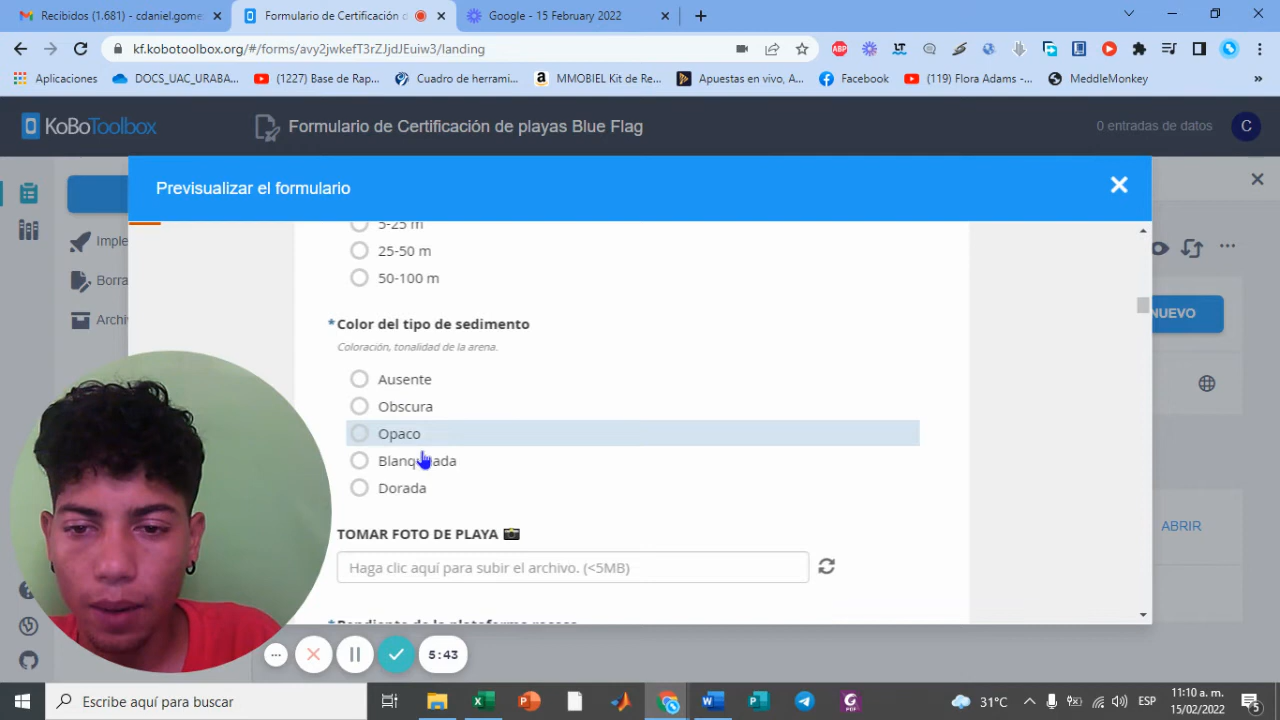 Recibidos (1.681) - cdaniel.gome
Formulario de Certificación d
Google - 15 February 2022
kf.kobotoolbox.org/#/forms/avy2jwkefT3rZJjdJEuiw3/landing
Aplicaciones
DOCS_UAC_URABA...
(1227) Base de Rap...
Cuadro de herrami...
MMOBIEL Kit de Re...
Apuestas en vivo, A...
Facebook
(119) Flora Adams -...
MeddleMonkey
»
KoBoToolbox
Formulario de Certificación de playas Blue Flag
0 entradas de datos
C
Previsualizar el formulario
NUEVO
Imple
Borra
Archi
5-25 m
25-50 m
50-100 m
*Color del tipo de sedimento
Coloración, tonalidad de la arena.
Ausente
Obscura
Opaco
Dorada
TOMAR FOTO DE PLAYA
Haga clic aquí para subir el archivo. (<5MB)
ABRIR
5:43
Escribe aquí para buscar
31°C
ESP
11:10 a. m.
15/02/2022
5